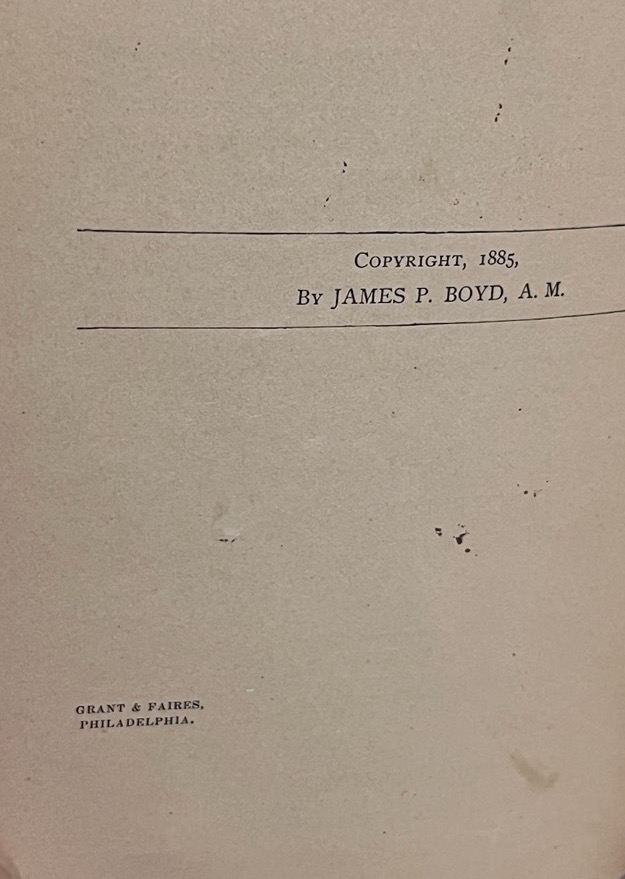 Copyright, 1885,
By JAMES P. BOYD, A. M.
GRANT & FAIRES,
PHILADELPHIA.